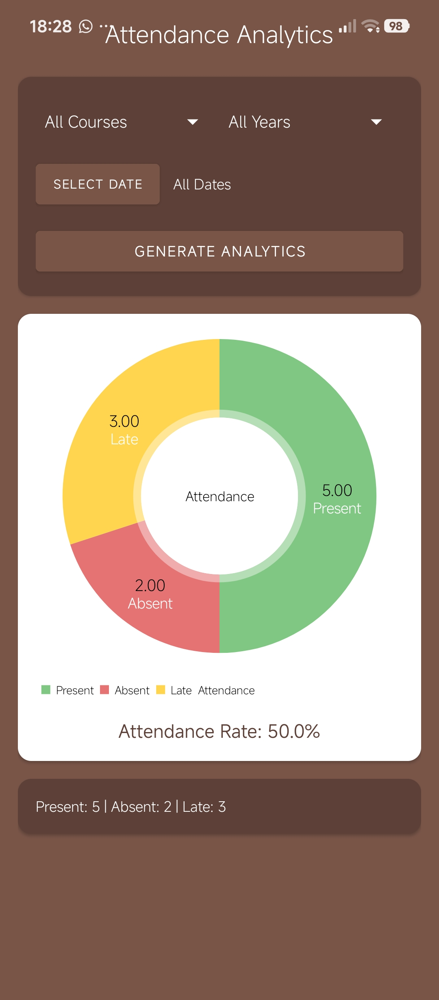 18:28 ... 98
Attendance Analytics
All Courses All Years
SELECT DATE All Dates
GENERATE ANALYTICS
3.00
Late
5.00
Present
Attendance
2.00
Absent
Present Absent Late Attendance
Attendance Rate: 50.0%
Present: 5 | Absent: 2 | Late: 3